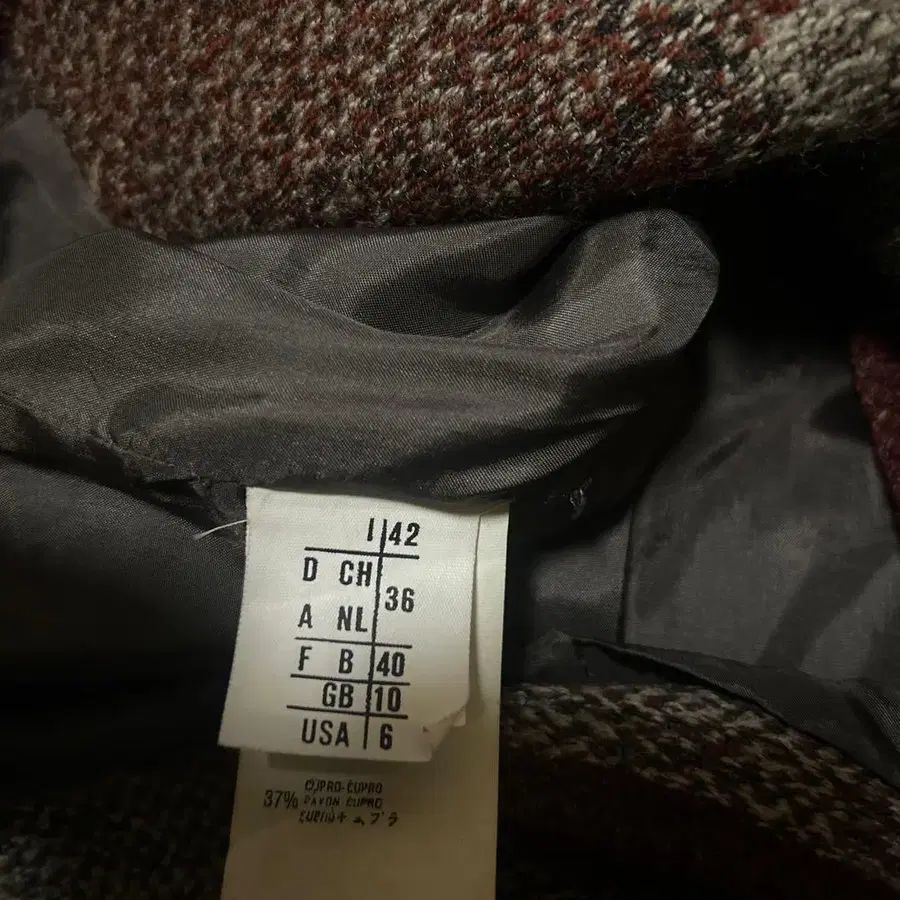 I 42
D CH
36
A NL
F B 40
GB 10
USA 6
CUPRO-CUPRO
37% RAYON CUPRO